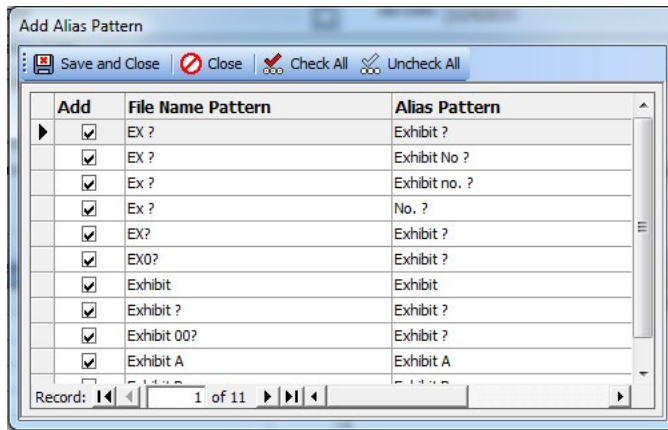 Add Alias Pattern
Save and Close Close Check All Uncheck All
Add File Name Pattern Alias Pattern
EX ? Exhibit ?
EX ? Exhibit No ?
Ex ? Exhibit no. ?
Ex ? No. ?
EX? Exhibit ?
EX0? Exhibit ?
Exhibit Exhibit
Exhibit ? Exhibit ?
Exhibit 00? Exhibit ?
Exhibit A Exhibit A
Record: 1 of 11